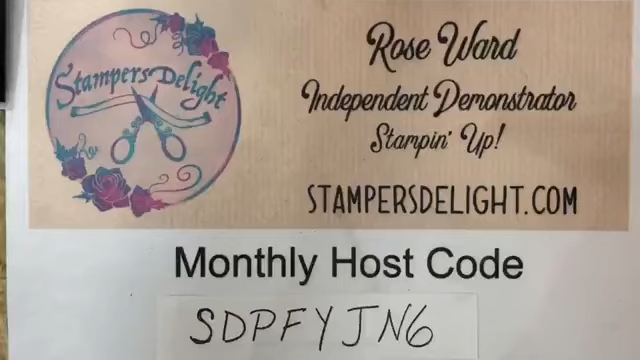 Stampers Delight
Rose Ward
Independent Demonstrator
Stampin' Up!
STAMPERSDELIGHT.COM
Monthly Host Code
SDPFYJN6